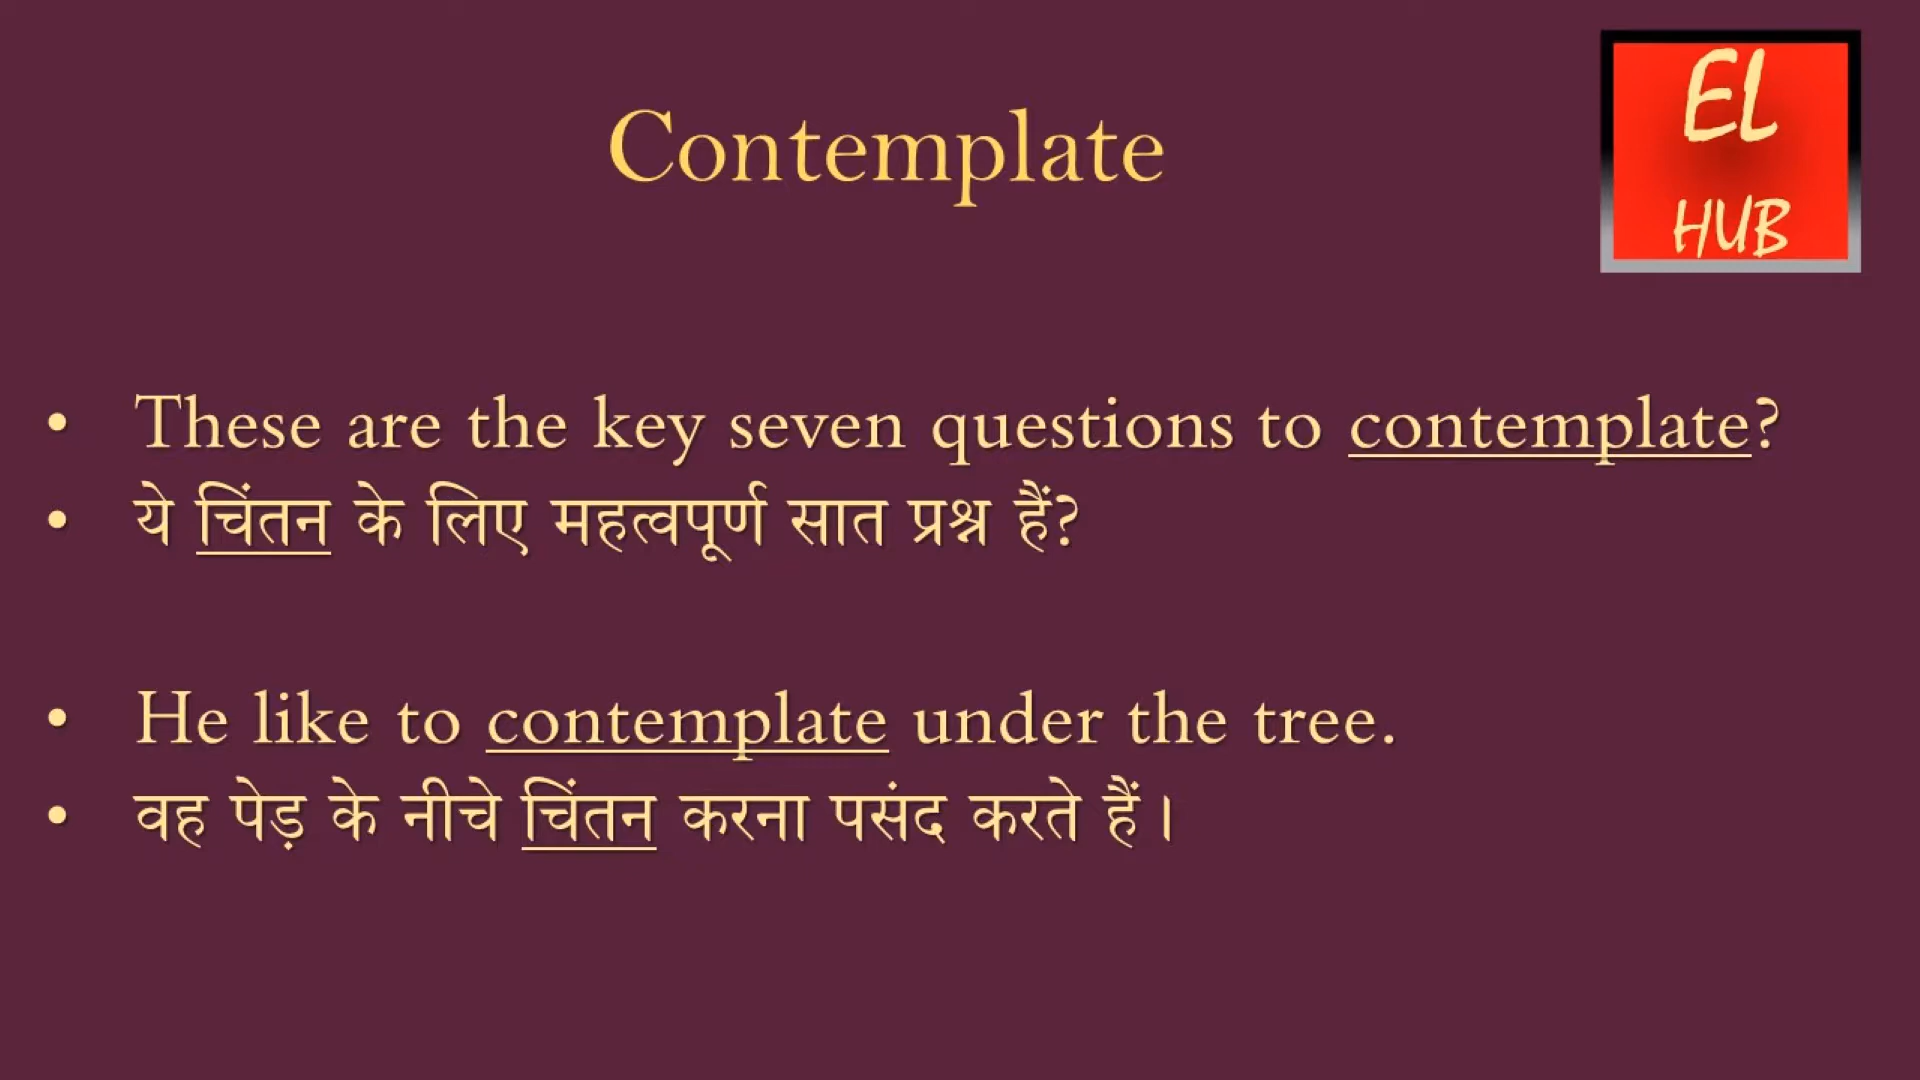 Contemplate
EL
HUB
• These are the key seven questions to contemplate?
• ये चिंतन के लिए महत्वपूर्ण सात प्रश्न हैं?
• He like to contemplate under the tree.
• वह पेड़ के नीचे चिंतन करना पसंद करते हैं।